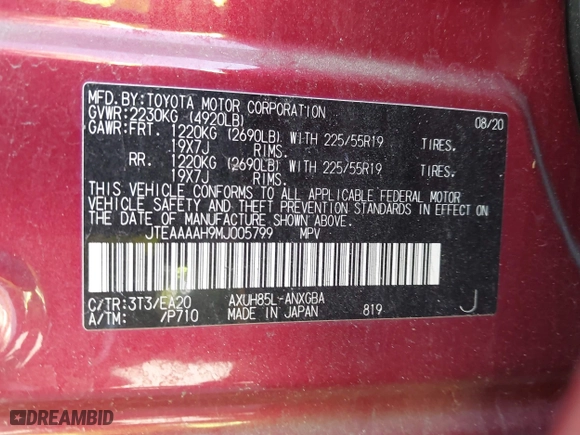 MFD.BY:TOYOTA MOTOR CORPORATION 08/20
GVWR:2230KG (4920LB)
GAWR:FRT. 1220KG (2690LB) WITH 225/55R19 TIRES.
19X7J RIMS.
RR. 1220KG (2690LB) WITH 225/55R19 TIRES.
19X7J RIMS.
THIS VEHICLE CONFORMS TO ALL APPLICABLE FEDERAL MOTOR
VEHICLE SAFETY AND THEFT PREVENTION STANDARDS IN EFFECT ON
THE DATE OF MANUFACTURE SHOWN ABOVE.
JTEAAAAH9MJ005799 MPV
C/TR:3T3/EA20 AXUH85L-ANXGBA J
A/TM: /P710 MADE IN JAPAN 819
DREAMBID